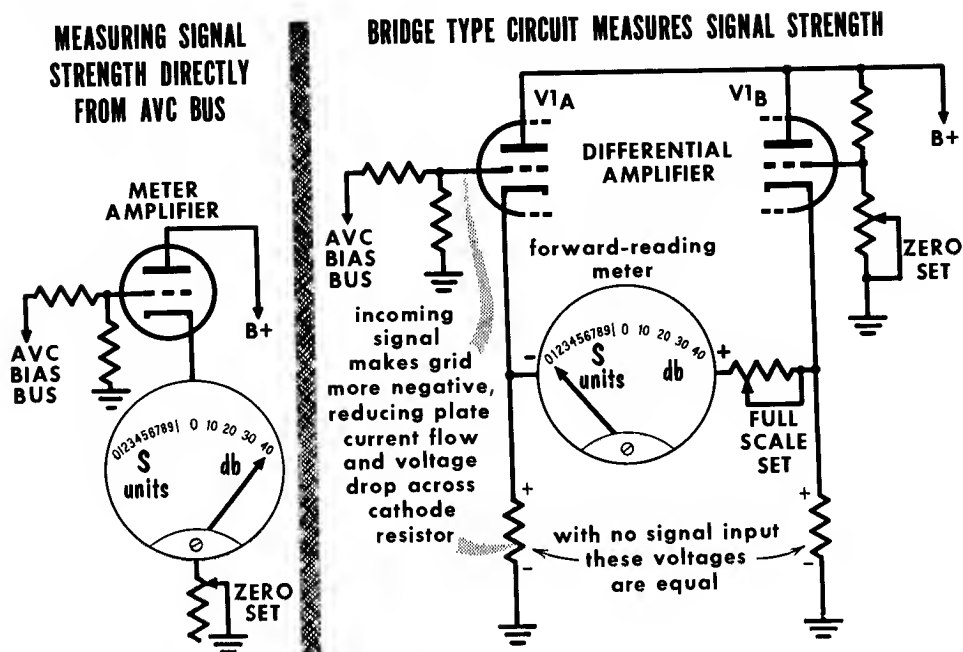 MEASURING SIGNAL
STRENGTH DIRECTLY
FROM AVC BUS
METER
AMPLIFIER
AVC
BIAS
BUS
B+
0123456789| 0 10 20 30 40
S
units
db
ZERO
SET
BRIDGE TYPE CIRCUIT MEASURES SIGNAL STRENGTH
V1A
V1B
B+
DIFFERENTIAL
AMPLIFIER
AVC
BIAS
BUS
ZERO
SET
forward-reading
meter
incoming
signal
makes grid
more negative,
reducing plate
current flow
and voltage
drop across
cathode
resistor
-
0123456789| 0 10 20 30 40
S
units
db
+
FULL
SCALE
SET
+
-
with no signal input
these voltages
are equal
+
-